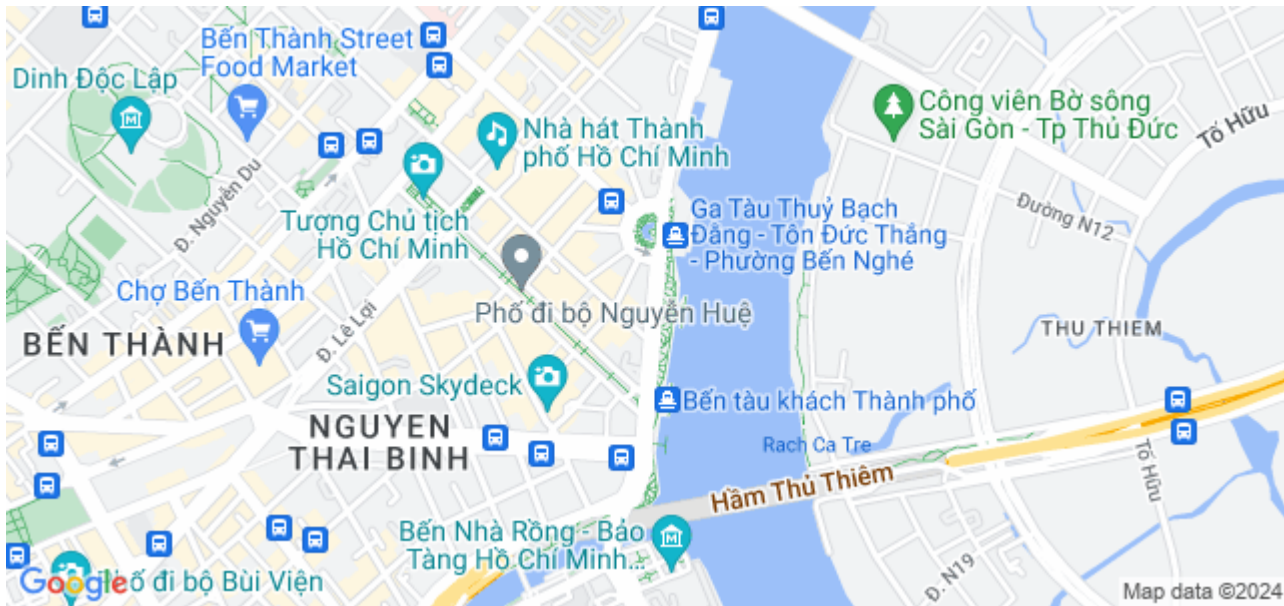 Bến Thành Street
Food Market
Dinh Độc Lập
Nhà hát Thành
phố Hồ Chí Minh
Công viên Bờ sông
Sài Gòn - Tp Thủ Đức
Tố Hữu
Đ. Nguyễn Du
Tượng Chủ tịch
Hồ Chí Minh
Ga Tàu Thuỷ Bạch
Đằng - Tôn Đức Thắng
- Phường Bến Nghé
Đường N12
Chợ Bến Thành
Phố đi bộ Nguyễn Huệ
BẾN THÀNH
Đ. Lê Lợi
THU THIEM
Saigon Skydeck
Bến tàu khách Thành phố
NGUYEN
THAI BINH
Rach Ca Tre
Tố Hữu
Hầm Thủ Thiêm
Bến Nhà Rồng - Bảo
Tàng Hồ Chí Minh...
Đ. N19
Google
ố đi bộ Bùi Viện
Map data ©2024